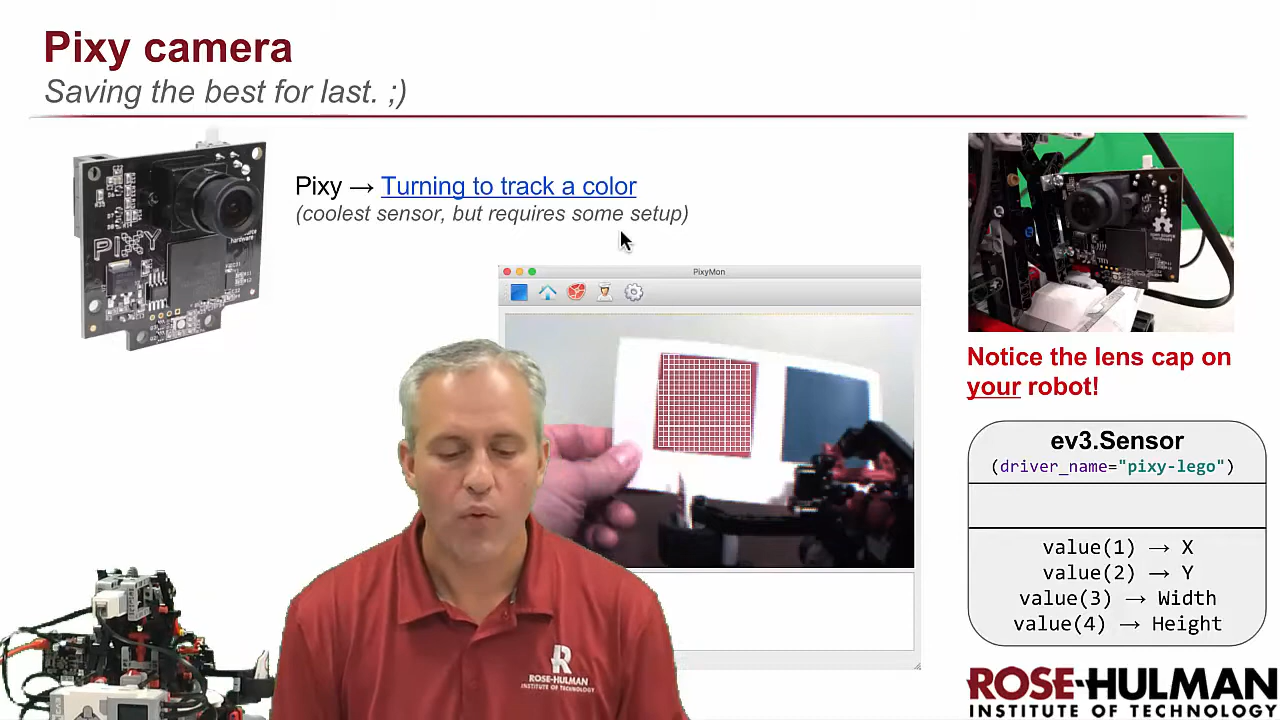 Pixy camera
Saving the best for last. ;)
PIXY
Pixy → Turning to track a color
(coolest sensor, but requires some setup)
PixyMon
Notice the lens cap on
your robot!
ev3.Sensor
(driver_name="pixy-lego")
value(1) → X
value(2) → Y
value(3) → Width
value(4) → Height
R
ROSE-HULMAN
INSTITUTE OF TECHNOLOGY
ROSE-HULMAN
INSTITUTE OF TECHNOLOGY